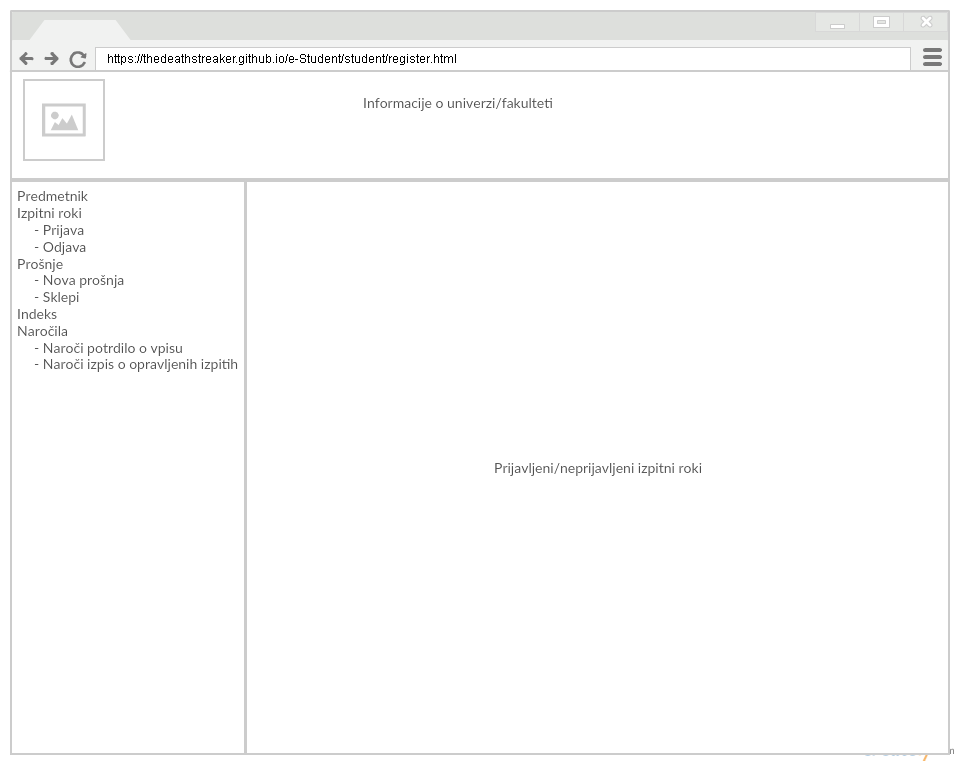 https://thedeathstreaker.github.io/e-Student/student/register.html
Informacije o univerzi/fakulteti
Predmetnik
Izpitni roki
- Prijava
- Odjava
Prošnje
- Nova prošnja
- Sklepi
Indeks
Naročila
- Naroči potrdilo o vpisu
- Naroči izpis o opravljenih izpitih
Prijavljeni/neprijavljeni izpitni roki